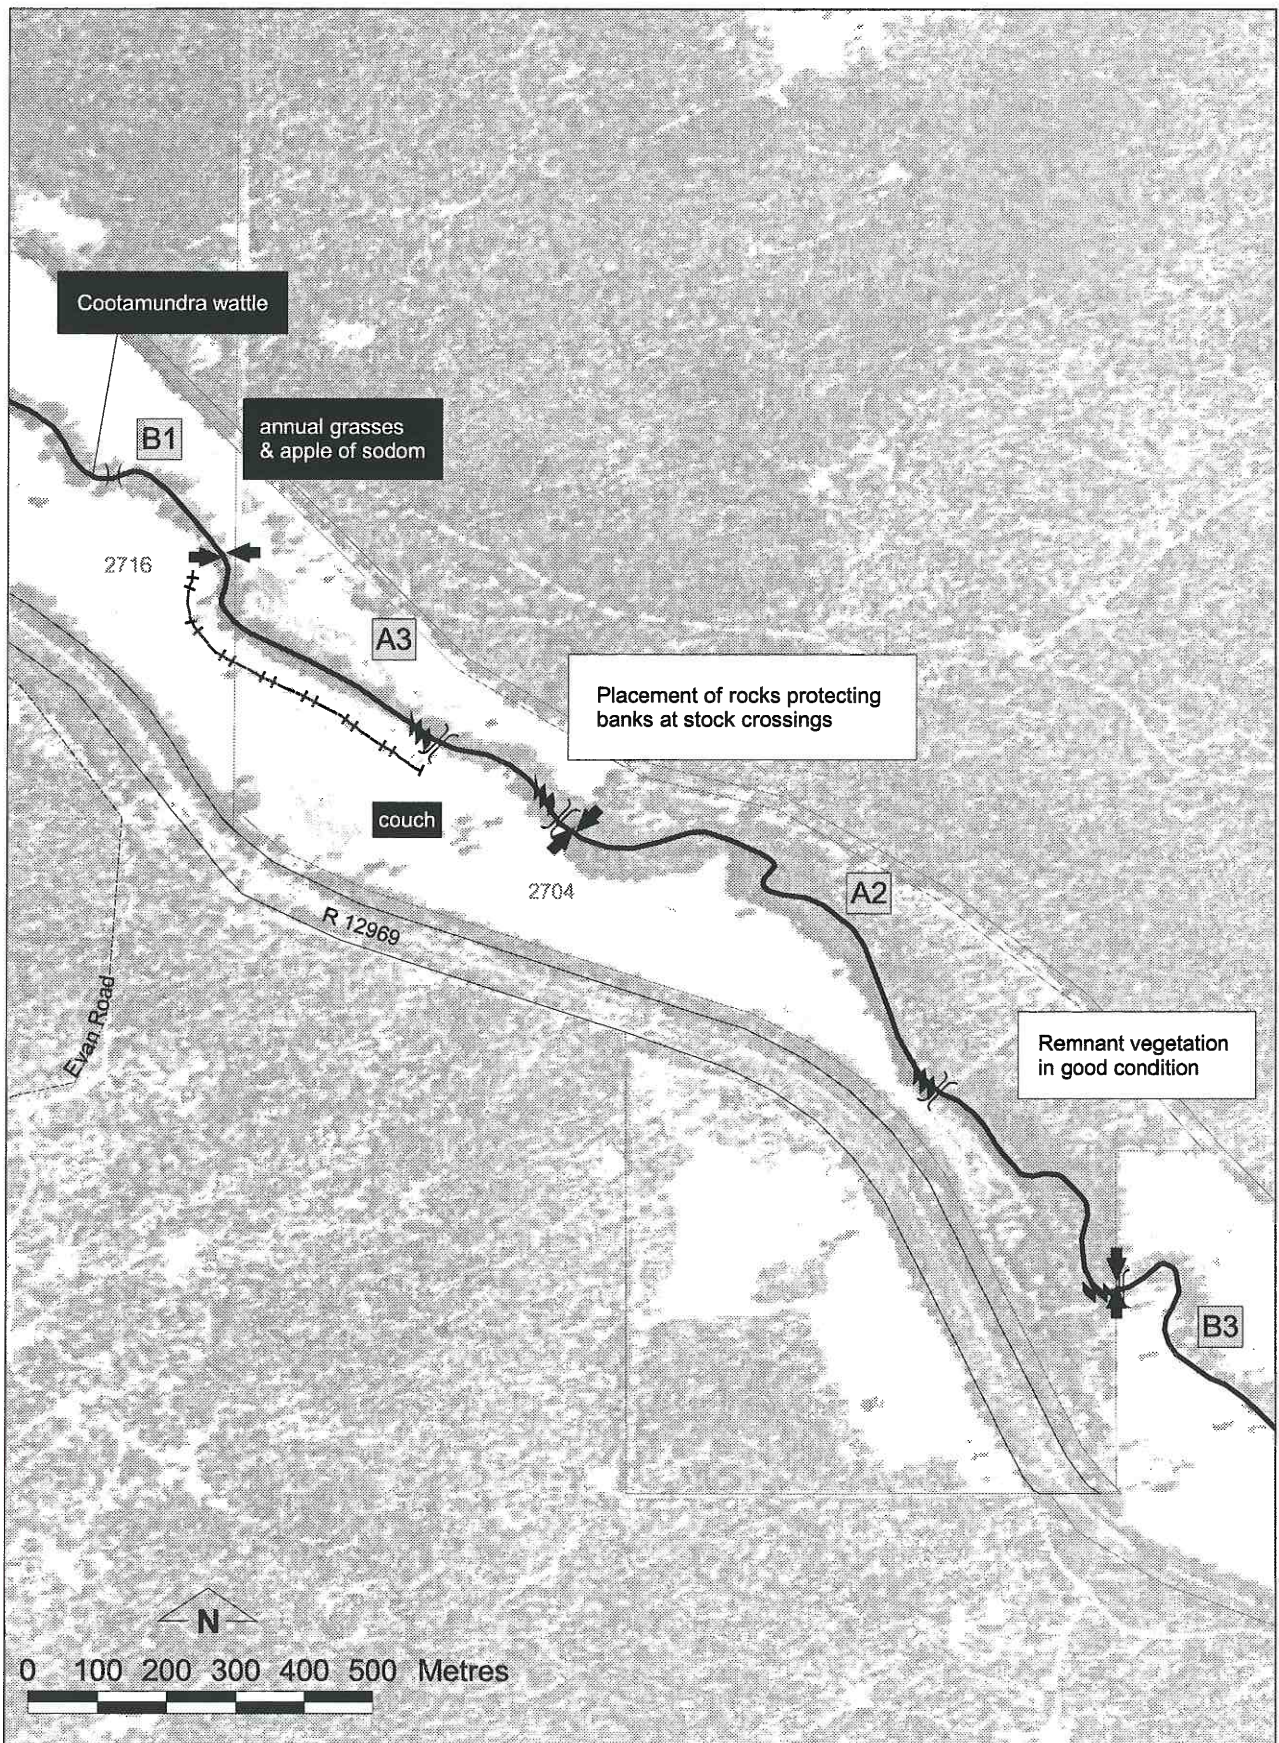 Cootamundra wattle
B1
annual grasses
& apple of sodom
2716
A3
Placement of rocks protecting
banks at stock crossings
couch
2704
A2
R 12969
Evan Road
Remnant vegetation
in good condition
B3
N
0 100 200 300 400 500 Metres